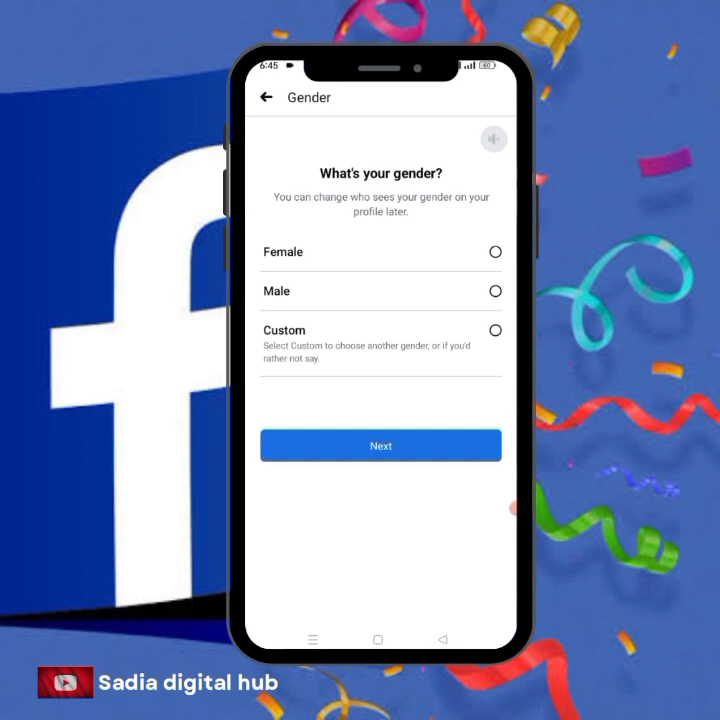 6:45
60
Gender
What's your gender?
You can change who sees your gender on your
profile later.
Female
Male
Custom
Select Custom to choose another gender, or if you'd
rather not say.
Next
f
Sadia digital hub